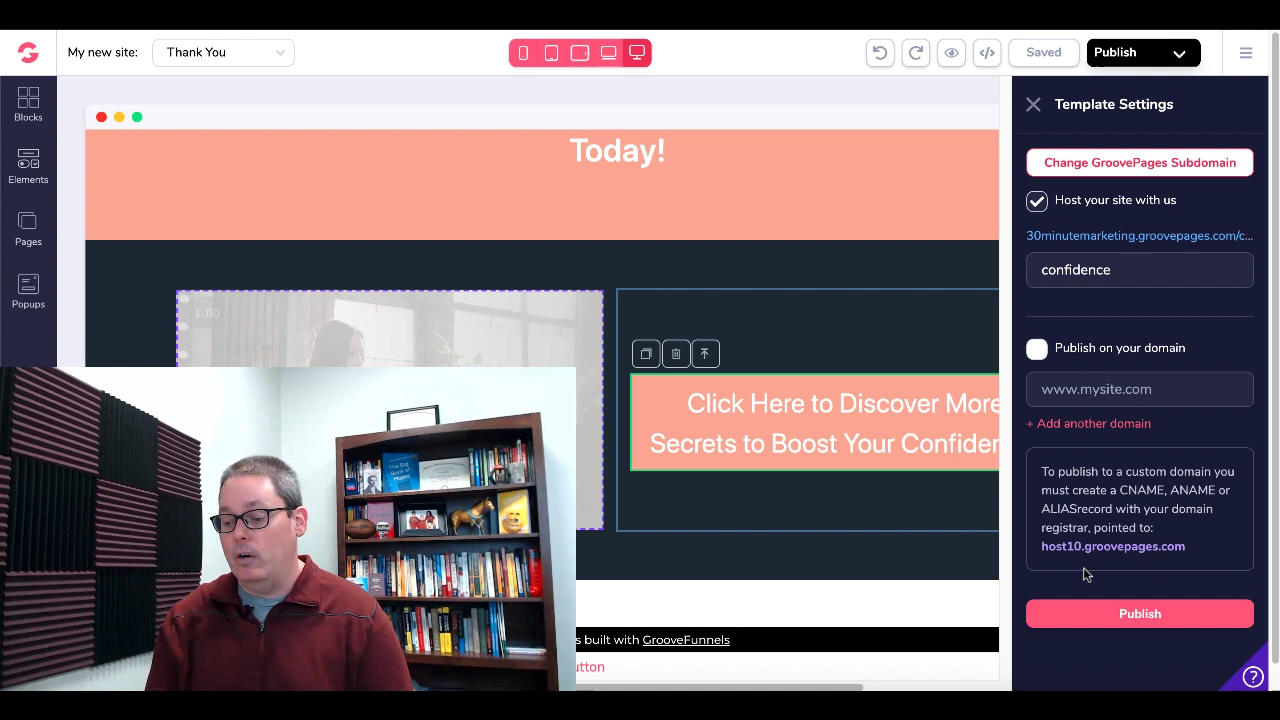 My new site:
Thank You
Saved
Publish
Blocks
Elements
Pages
Popups
Today!
1.00
Click Here to Discover More
Secrets to Boost Your Confiden
s built with GrooveFunnels
utton
Template Settings
Change GroovePages Subdomain
Host your site with us
30minutemarketing.groovepages.com/c...
confidence
Publish on your domain
www.mysite.com
+ Add another domain
To publish to a custom domain you
must create a CNAME, ANAME or
ALIASrecord with your domain
registrar, pointed to:
host10.groovepages.com
Publish
?